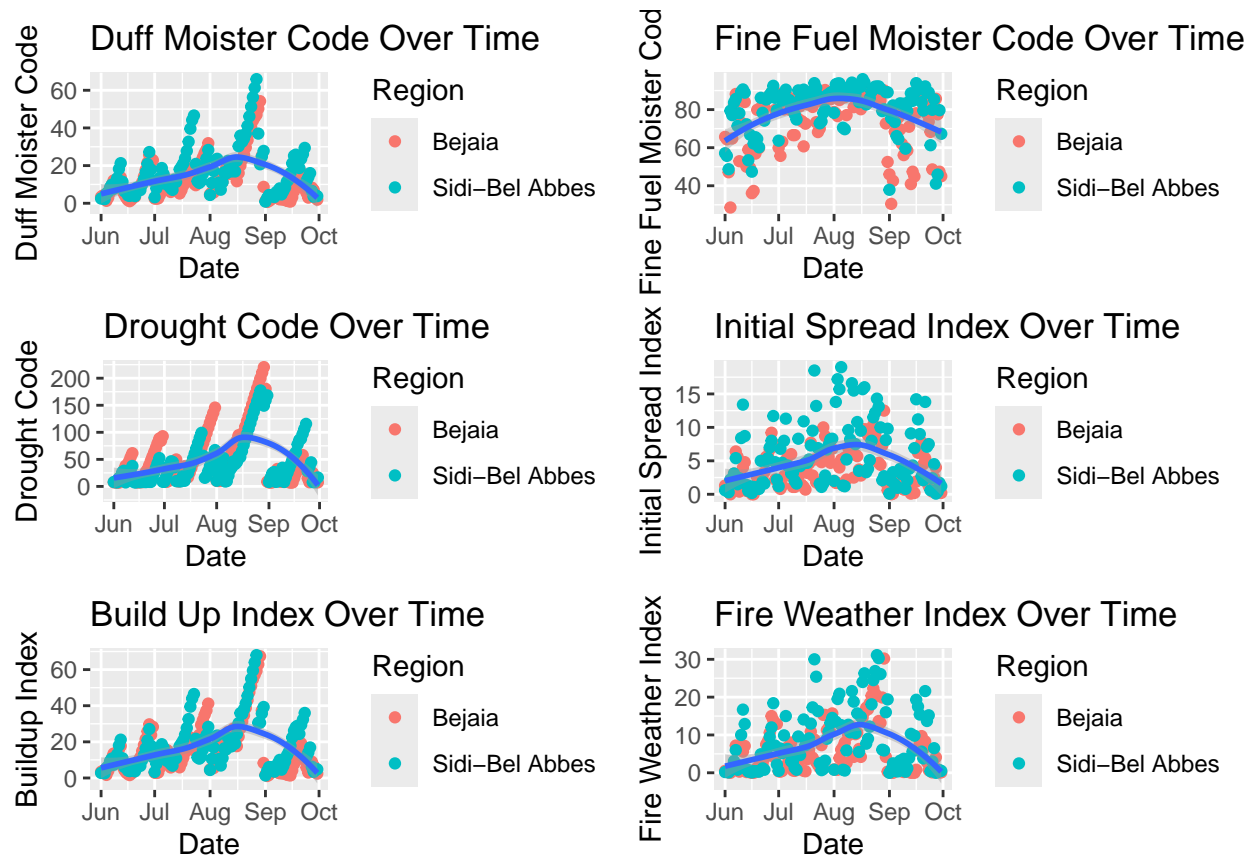 Duff Moister Code Over Time
Duff Moister Code
60
40
20
0
Jun Jul Aug Sep Oct
Date
Region
Bejaia
Sidi−Bel Abbes
Fine Fuel Moister Code Over Time
Fine Fuel Moister Cod
80
60
40
Jun Jul Aug Sep Oct
Date
Region
Bejaia
Sidi−Bel Abbes
Drought Code Over Time
Drought Code
200
150
100
50
0
Jun Jul Aug Sep Oct
Date
Region
Bejaia
Sidi−Bel Abbes
Initial Spread Index Over Time
Initial Spread Index
15
10
5
0
Jun Jul Aug Sep Oct
Date
Region
Bejaia
Sidi−Bel Abbes
Build Up Index Over Time
Buildup Index
60
40
20
0
Jun Jul Aug Sep Oct
Date
Region
Bejaia
Sidi−Bel Abbes
Fire Weather Index Over Time
Fire Weather Index
30
20
10
0
Jun Jul Aug Sep Oct
Date
Region
Bejaia
Sidi−Bel Abbes